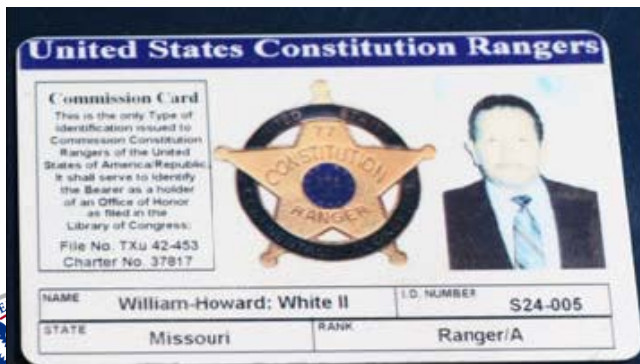 United States Constitution Rangers
Commission Card
This is the only Type of
Identification issued to
Commission Constitution
Rangers of the United
States of America/Republic.
It shall serve to Identify
the Bearer as a holder
of an Office of Honor
as filed in the
Library of Congress:
File No. TXu 42-453
Charter No. 37817
UNITED STATES
77
CONSTITUTION
RANGER
NAME William-Howard: White II
I.D. NUMBER S24-005
STATE Missouri
RANK Ranger/A